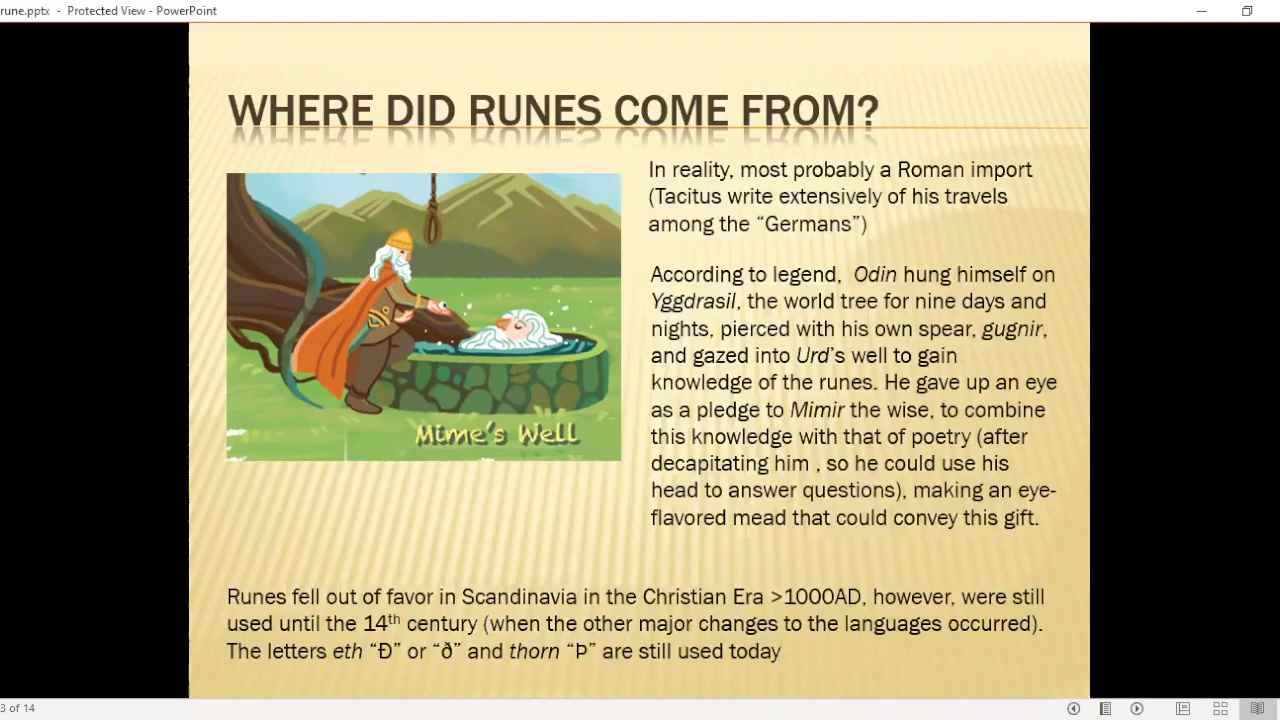 rune.pptx - Protected View - PowerPoint
WHERE DID RUNES COME FROM?
In reality, most probably a Roman import
(Tacitus write extensively of his travels
among the “Germans”)
According to legend, Odin hung himself on
Yggdrasil, the world tree for nine days and
nights, pierced with his own spear, gugnir,
and gazed into Urd’s well to gain
knowledge of the runes. He gave up an eye
as a pledge to Mimir the wise, to combine
this knowledge with that of poetry (after
decapitating him , so he could use his
head to answer questions), making an eye-
flavored mead that could convey this gift.
Mime's Well
Runes fell out of favor in Scandinavia in the Christian Era >1000AD, however, were still
used until the 14th century (when the other major changes to the languages occurred).
The letters eth “Ð” or “ð” and thorn “Þ” are still used today
3 of 14